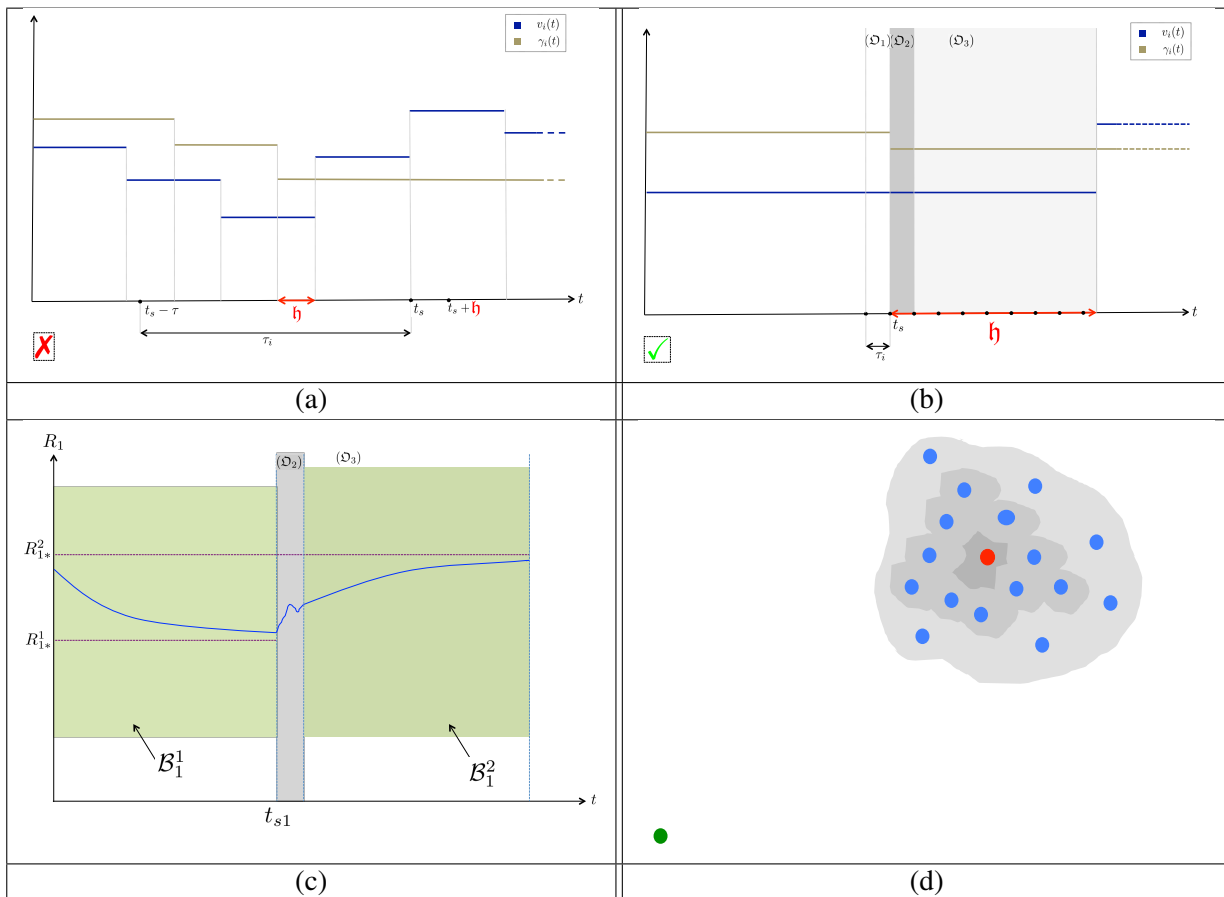 v_i(t)
γ_i(t)
t
t_s − τ
𝔥
t_s
t_s + 𝔥
τ_i
✗
(a)
v_i(t)
γ_i(t)
(𝔒_1) (𝔒_2) (𝔒_3)
t
t_s
𝔥
τ_i
✓
(b)
R_1
(𝔒_2) (𝔒_3)
R^2_{1*}
R^1_{1*}
ℬ^1_1
ℬ^2_1
t
t_{s1}
(c)
(d)